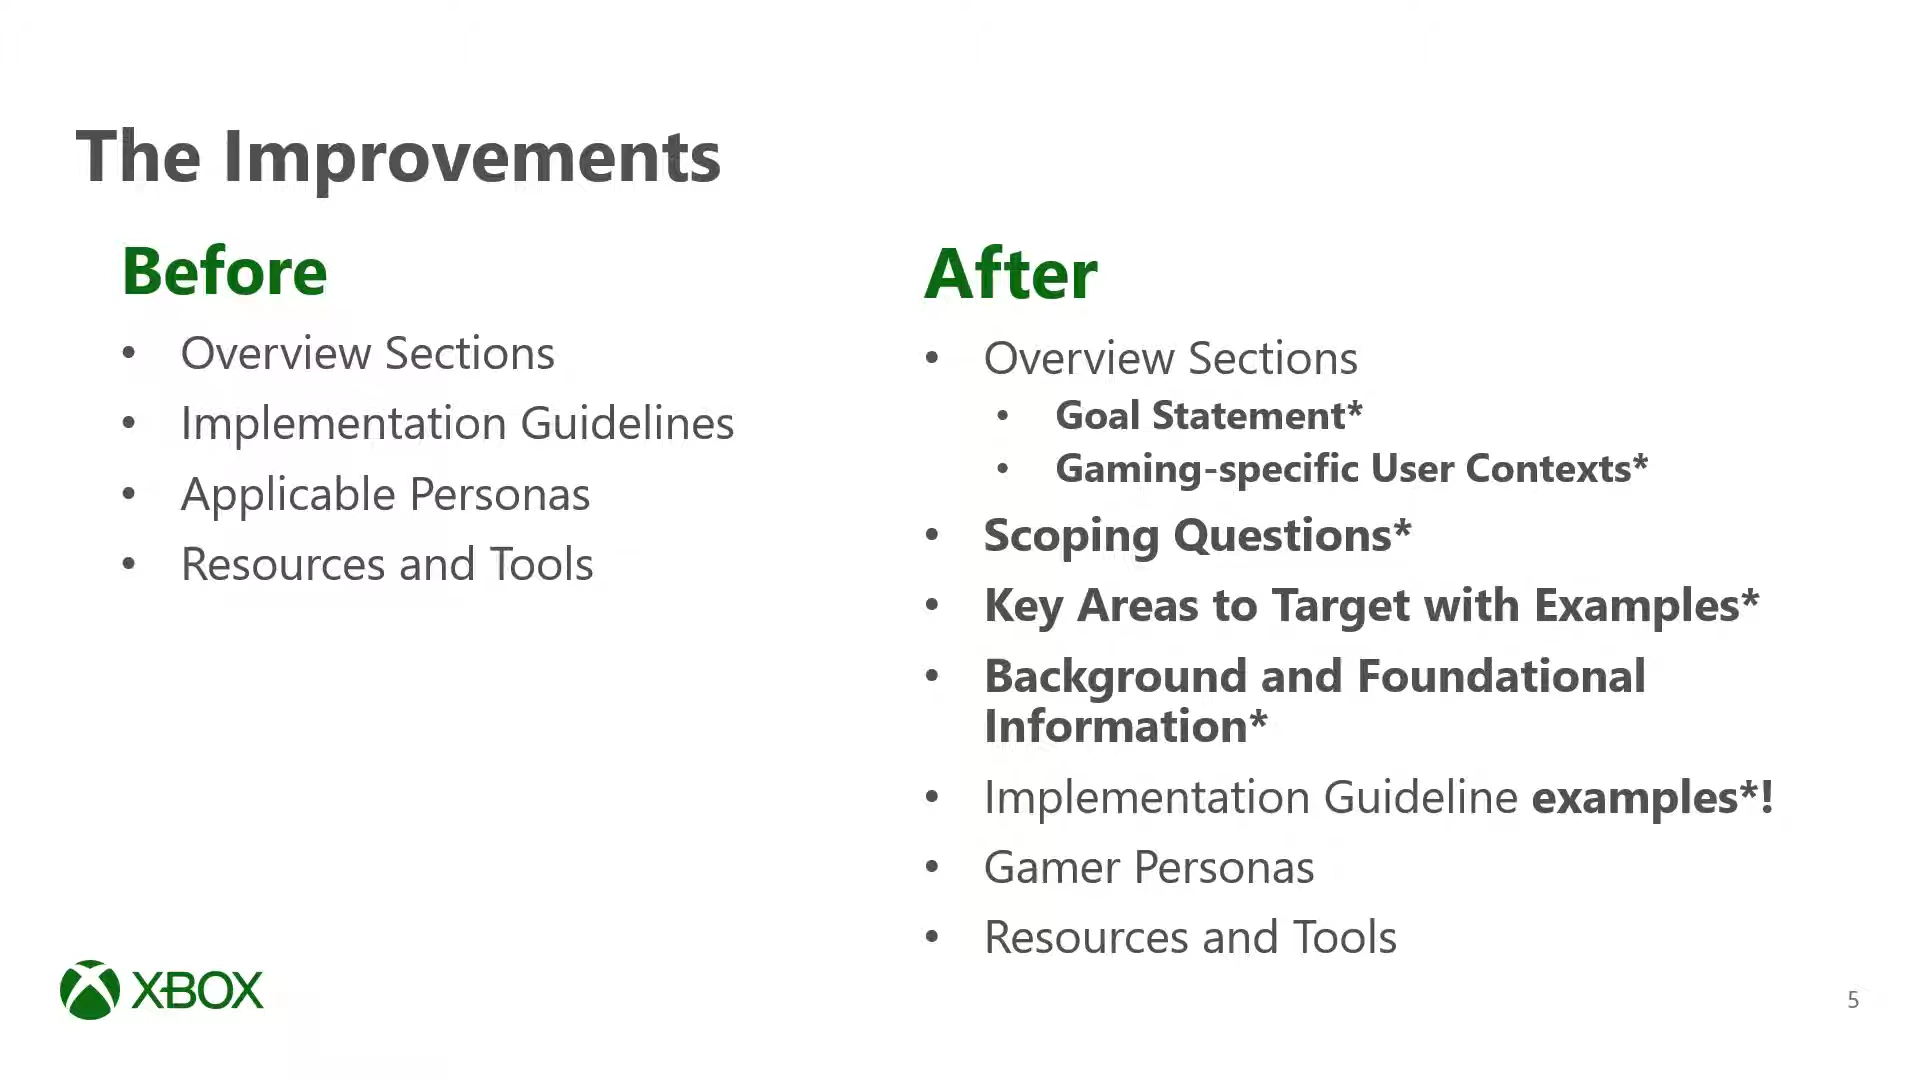 The Improvements
Before
• Overview Sections
• Implementation Guidelines
• Applicable Personas
• Resources and Tools
After
• Overview Sections
• Goal Statement*
• Gaming-specific User Contexts*
• Scoping Questions*
• Key Areas to Target with Examples*
• Background and Foundational
Information*
• Implementation Guideline examples*!
• Gamer Personas
• Resources and Tools
XBOX
5